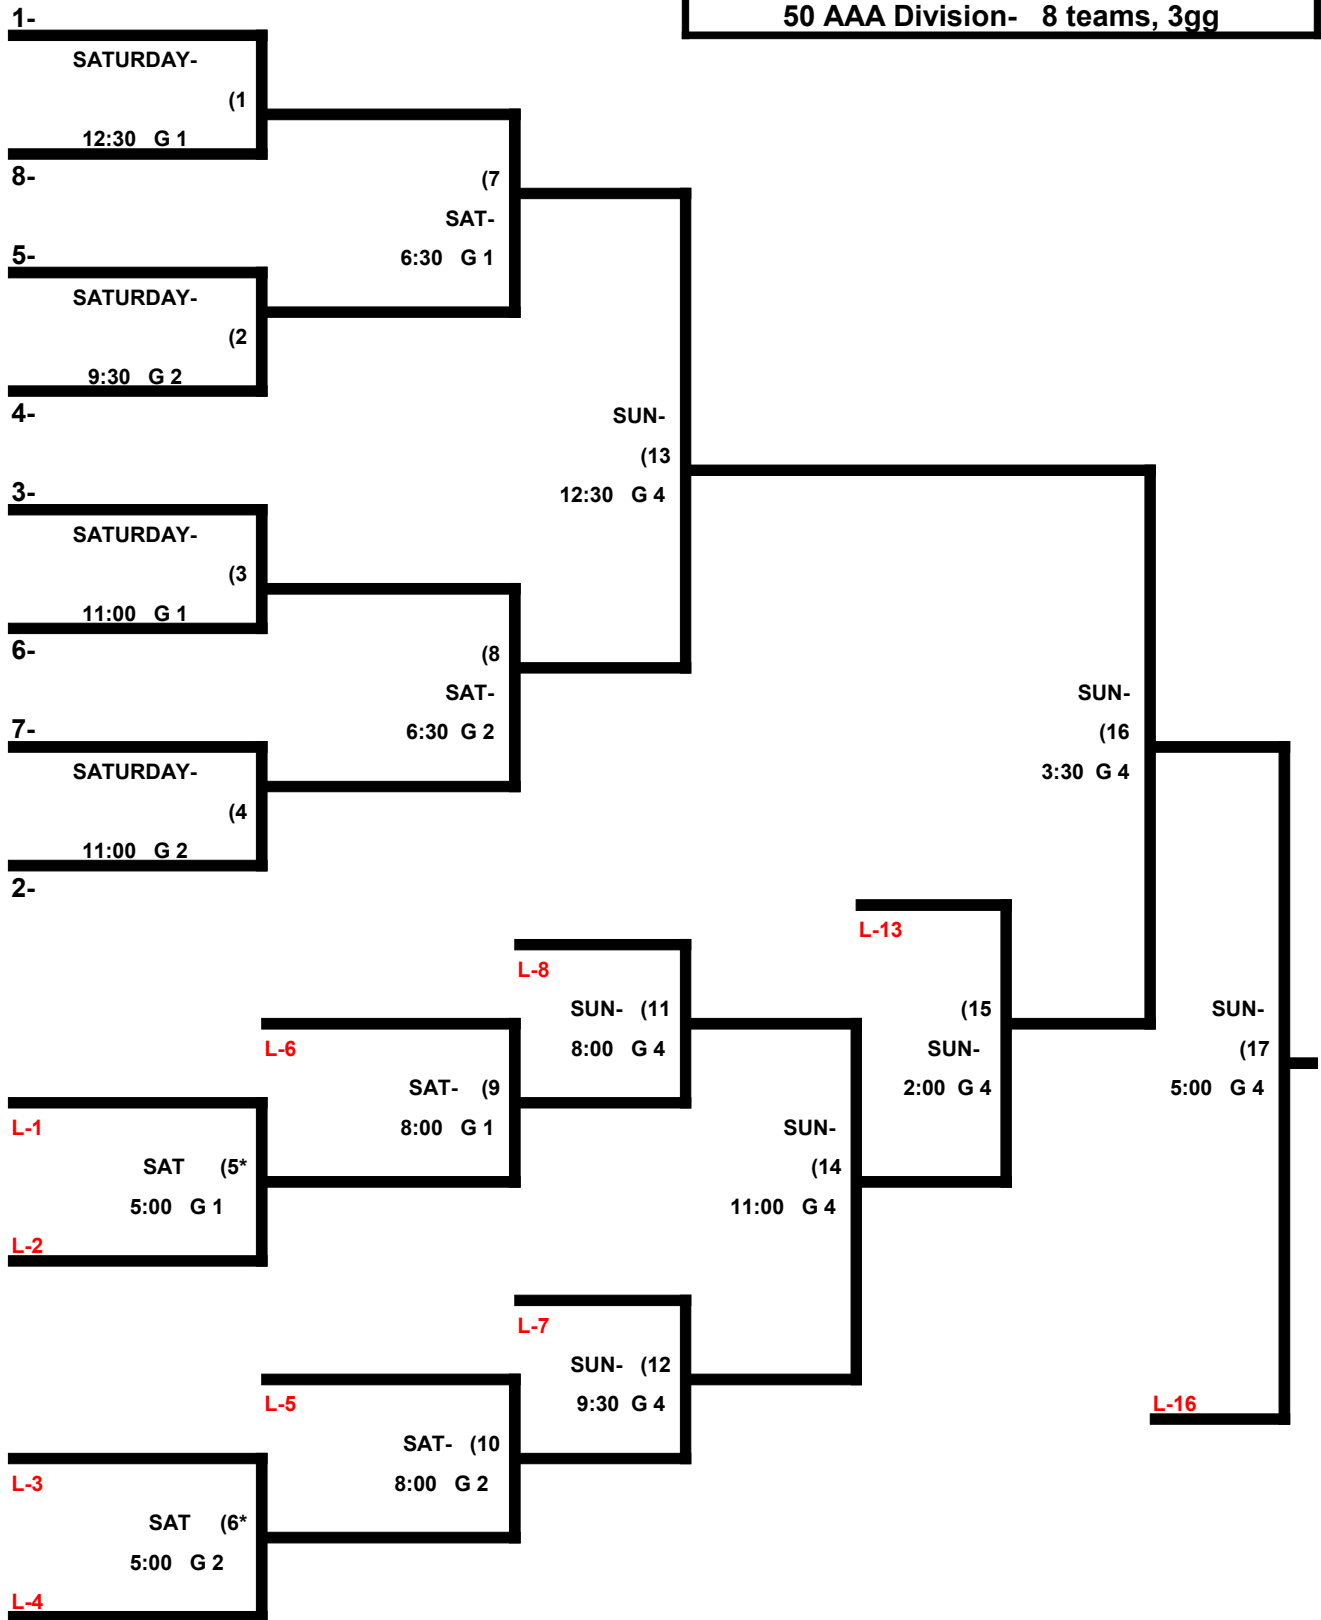 1-
50 AAA Division-   8 teams, 3gg
SATURDAY-
(1
12:30   G 1
8-
(7
SAT-
6:30   G 1
5-
SATURDAY-
(2
9:30   G 2
4-
SUN-
(13
12:30   G 4
3-
SATURDAY-
(3
11:00   G 1
6-
(8
SAT-
6:30  G 2
7-
SATURDAY-
(4
11:00   G 2
2-
SUN-
(16
3:30  G 4
L-13
L-8
SUN-   (11
8:00   G 4
(15
SUN-
2:00  G 4
SUN-
(17
5:00   G 4
L-6
SAT-   (9
8:00   G 1
L-1
SAT   (5*
5:00   G 1
L-2
SUN-
(14
11:00   G 4
L-7
SUN-   (12
9:30  G 4
L-5
SAT-   (10
8:00   G 2
L-16
L-3
SAT   (6*
5:00   G 2
L-4